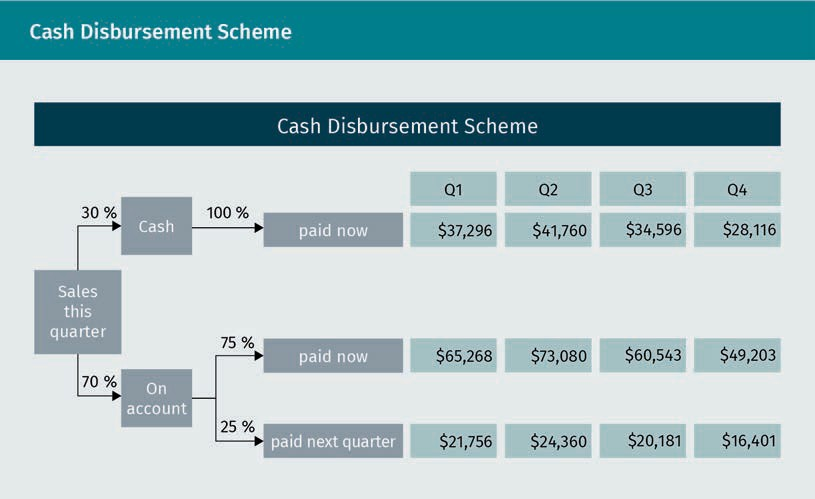 Cash Disbursement Scheme
Cash Disbursement Scheme
Q1 Q2 Q3 Q4
30 % Cash 100 % paid now $37,296 $41,760 $34,596 $28,116
Sales
this
quarter
75 % paid now $65,268 $73,080 $60,543 $49,203
70 % On
account
25 % paid next quarter $21,756 $24,360 $20,181 $16,401